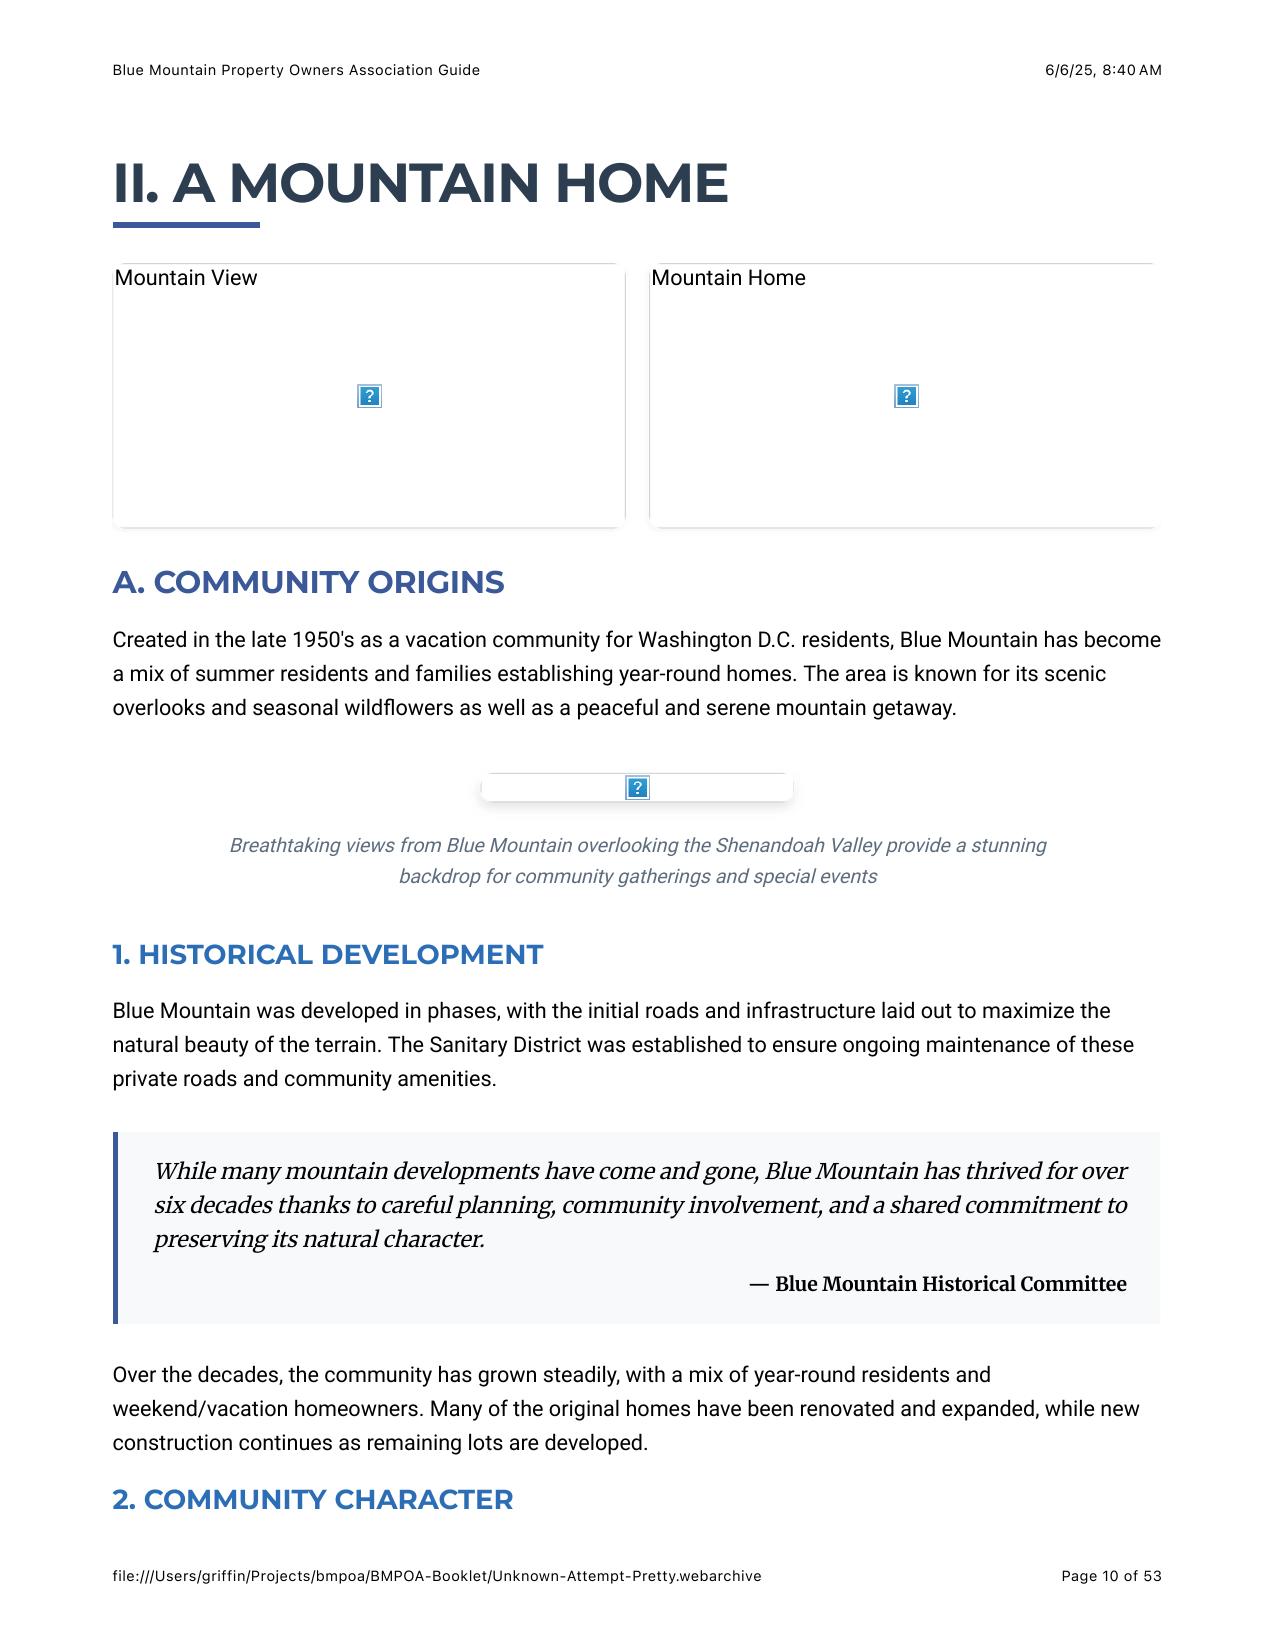 Blue Mountain Property Owners Association Guide
6/6/25, 8:40 AM
II. A MOUNTAIN HOME
Mountain View
Mountain Home
?
?
A. COMMUNITY ORIGINS
Created in the late 1950's as a vacation community for Washington D.C. residents, Blue Mountain has become
a mix of summer residents and families establishing year-round homes. The area is known for its scenic
overlooks and seasonal wildflowers as well as a peaceful and serene mountain getaway.
?
Breathtaking views from Blue Mountain overlooking the Shenandoah Valley provide a stunning
backdrop for community gatherings and special events
1. HISTORICAL DEVELOPMENT
Blue Mountain was developed in phases, with the initial roads and infrastructure laid out to maximize the
natural beauty of the terrain. The Sanitary District was established to ensure ongoing maintenance of these
private roads and community amenities.
While many mountain developments have come and gone, Blue Mountain has thrived for over
six decades thanks to careful planning, community involvement, and a shared commitment to
preserving its natural character.
— Blue Mountain Historical Committee
Over the decades, the community has grown steadily, with a mix of year-round residents and
weekend/vacation homeowners. Many of the original homes have been renovated and expanded, while new
construction continues as remaining lots are developed.
2. COMMUNITY CHARACTER
file:///Users/griffin/Projects/bmpoa/BMPOA-Booklet/Unknown-Attempt-Pretty.webarchive
Page 10 of 53